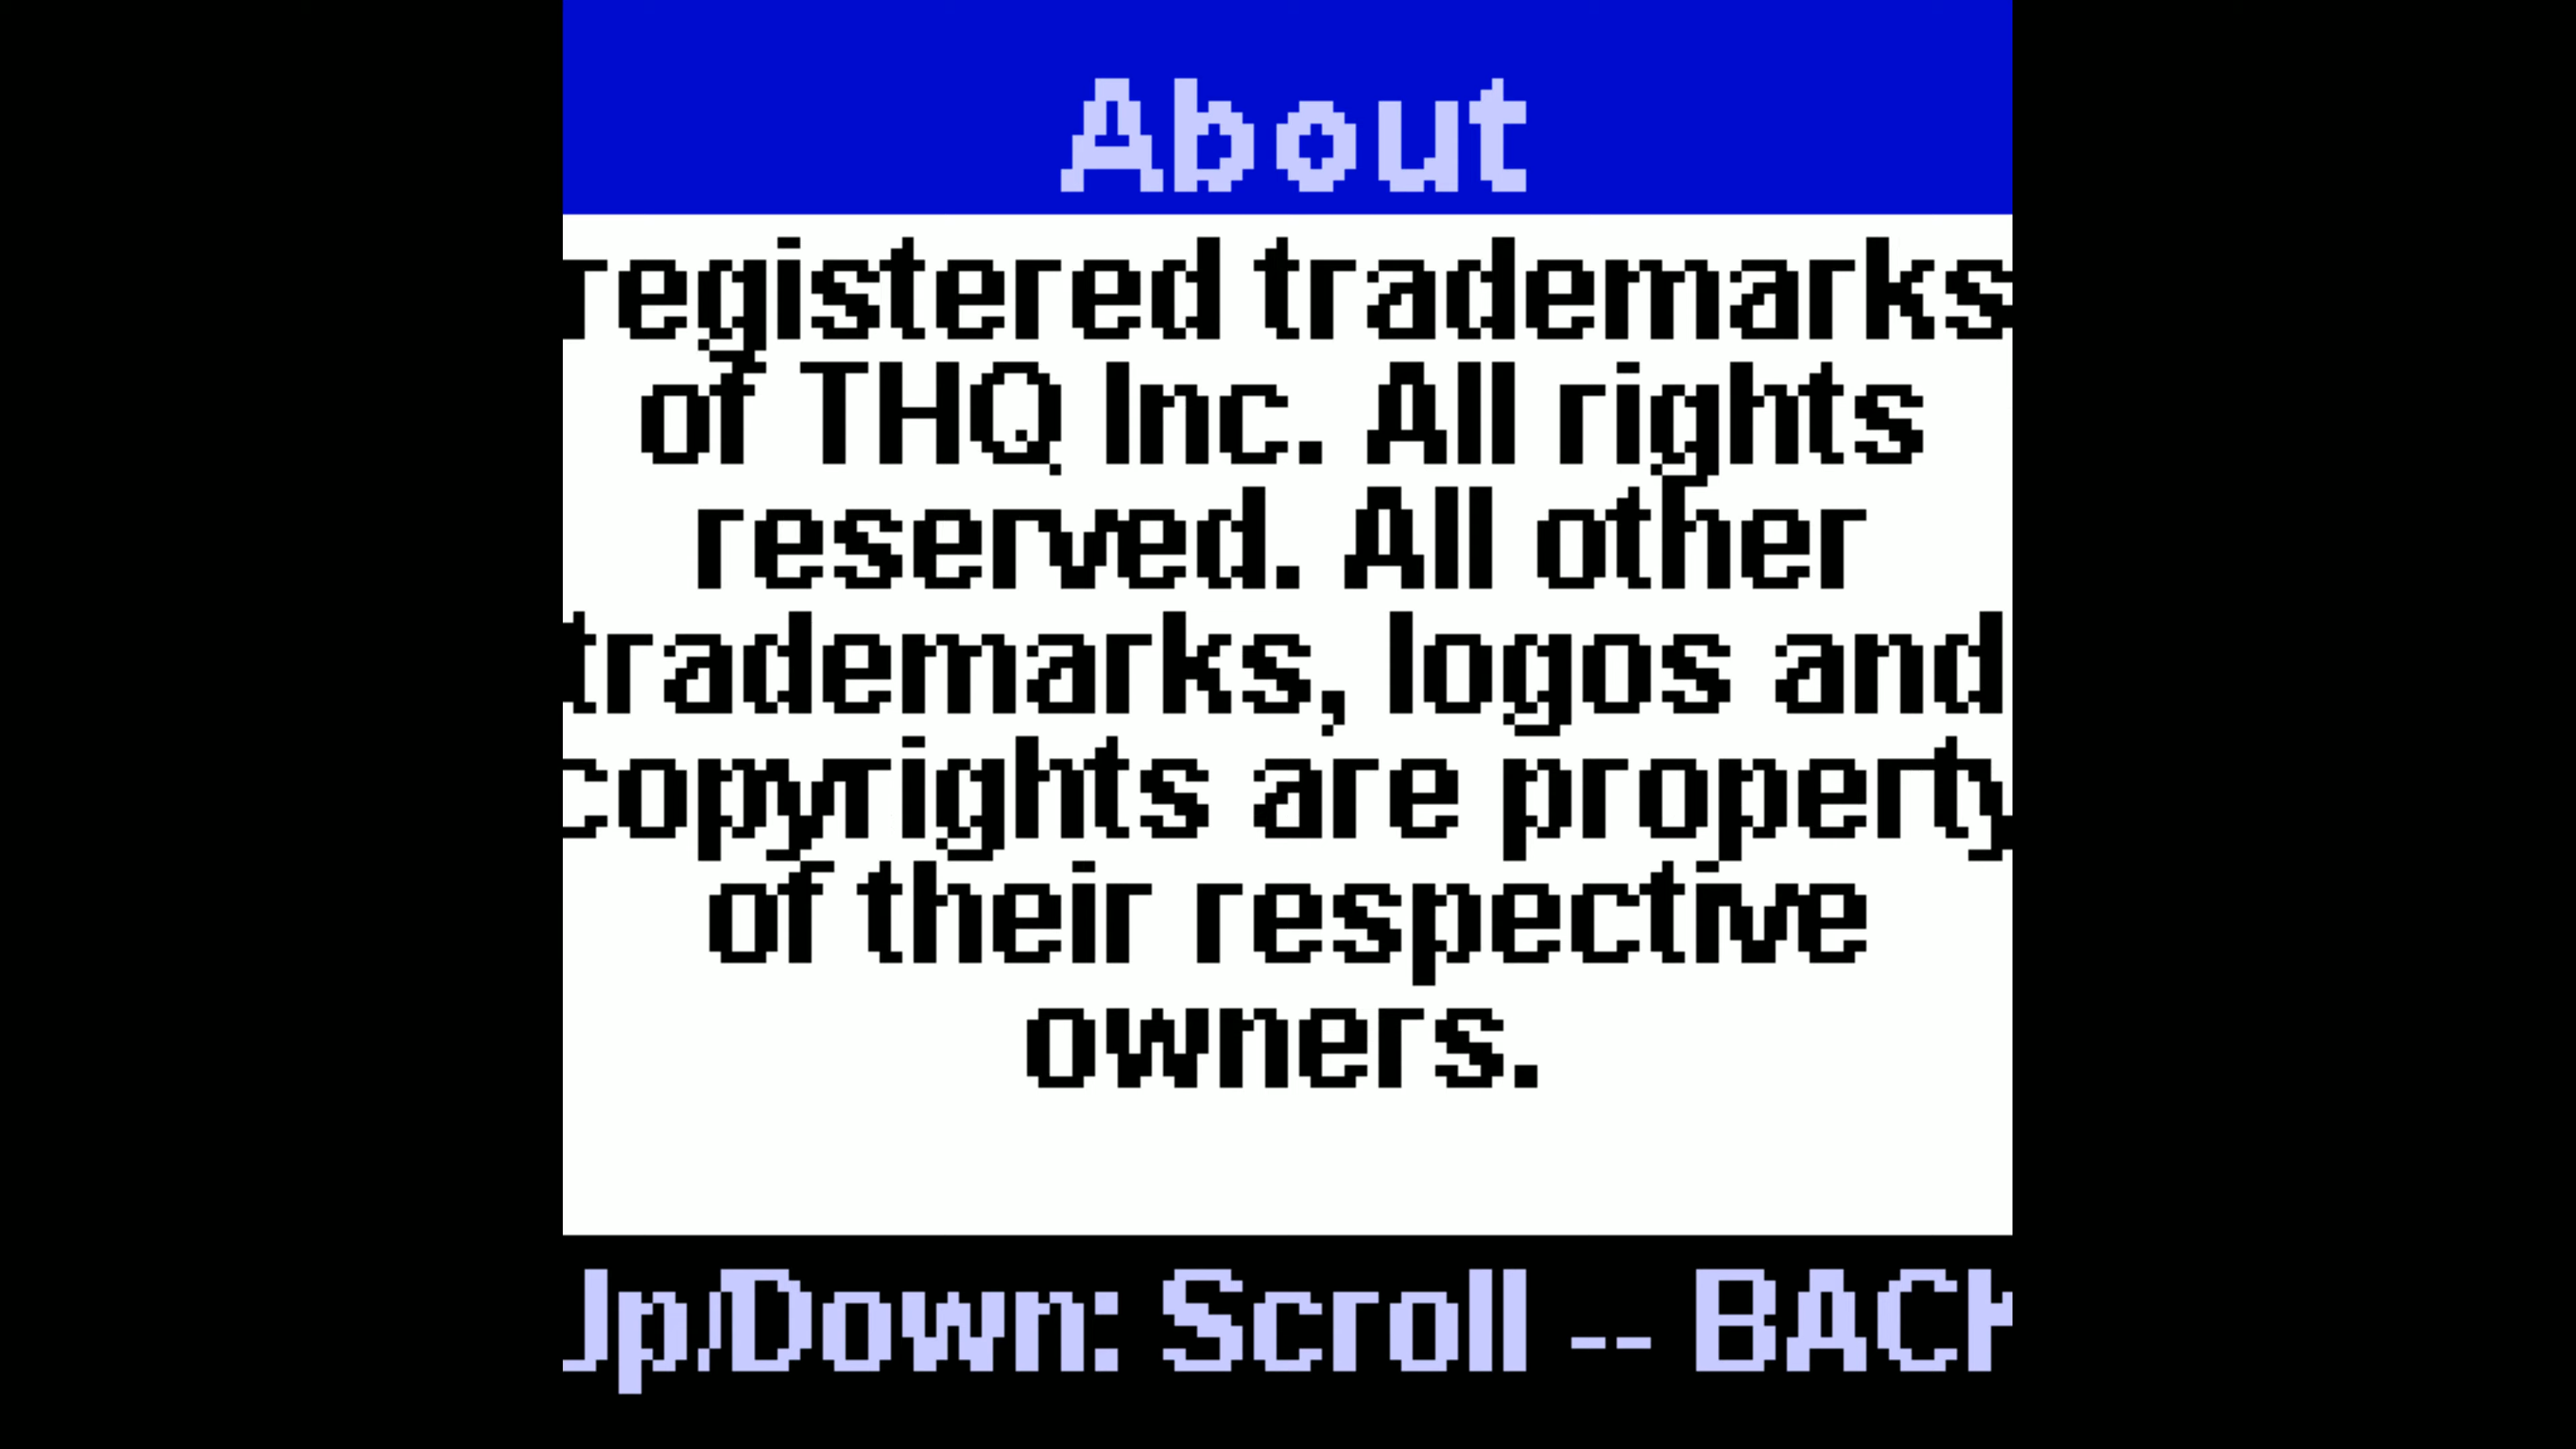 About
registered trademarks
of THQ Inc. All rights
reserved. All other
trademarks, logos and
copyrights are property
of their respective
owners.
Up/Down: Scroll -- BACK